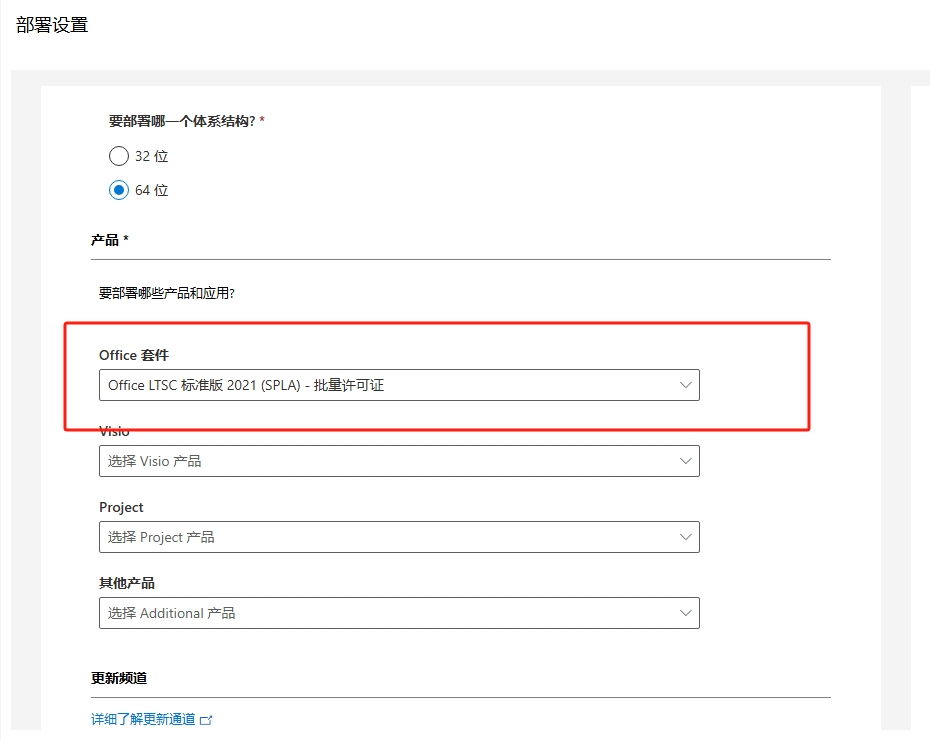 部署设置
要部署哪一个体系结构? *
32 位
64 位
产品 *
要部署哪些产品和应用?
Office 套件
Office LTSC 标准版 2021 (SPLA) - 批量许可证
Visio
选择 Visio 产品
Project
选择 Project 产品
其他产品
选择 Additional 产品
更新频道
详细了解更新通道